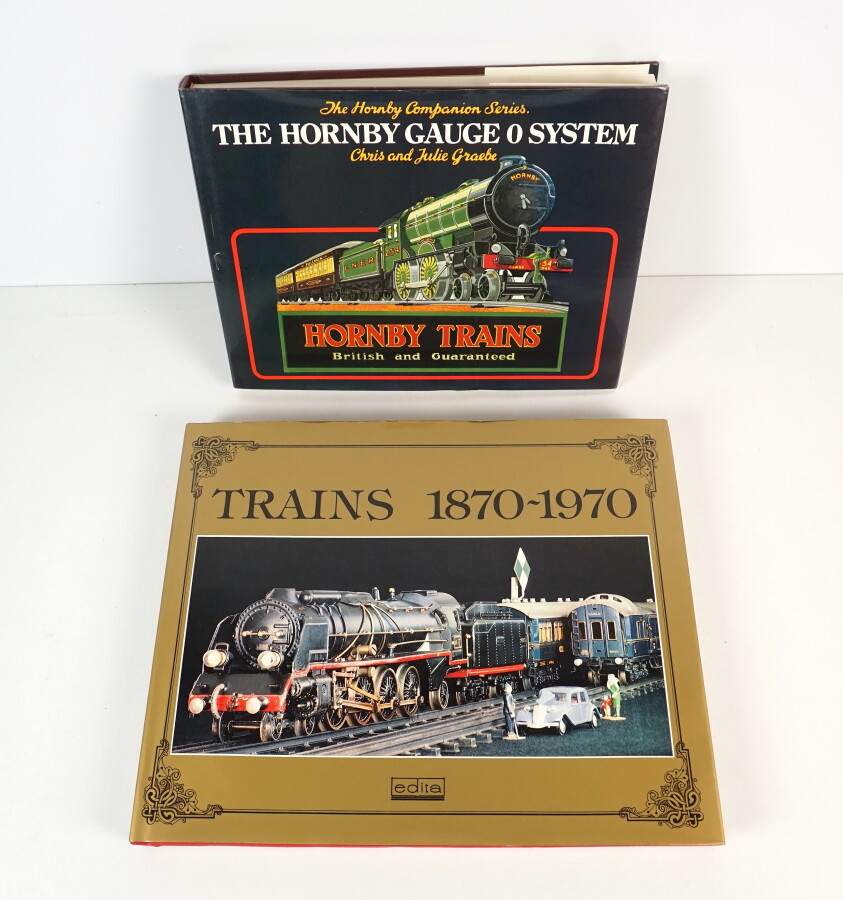 The Hornby Companion Series.
THE HORNBY GAUGE 0 SYSTEM
Chris and Julie Graebe
HORNBY
L N E R
HORNBY TRAINS
British and Guaranteed
TRAINS 1870-1970
edita